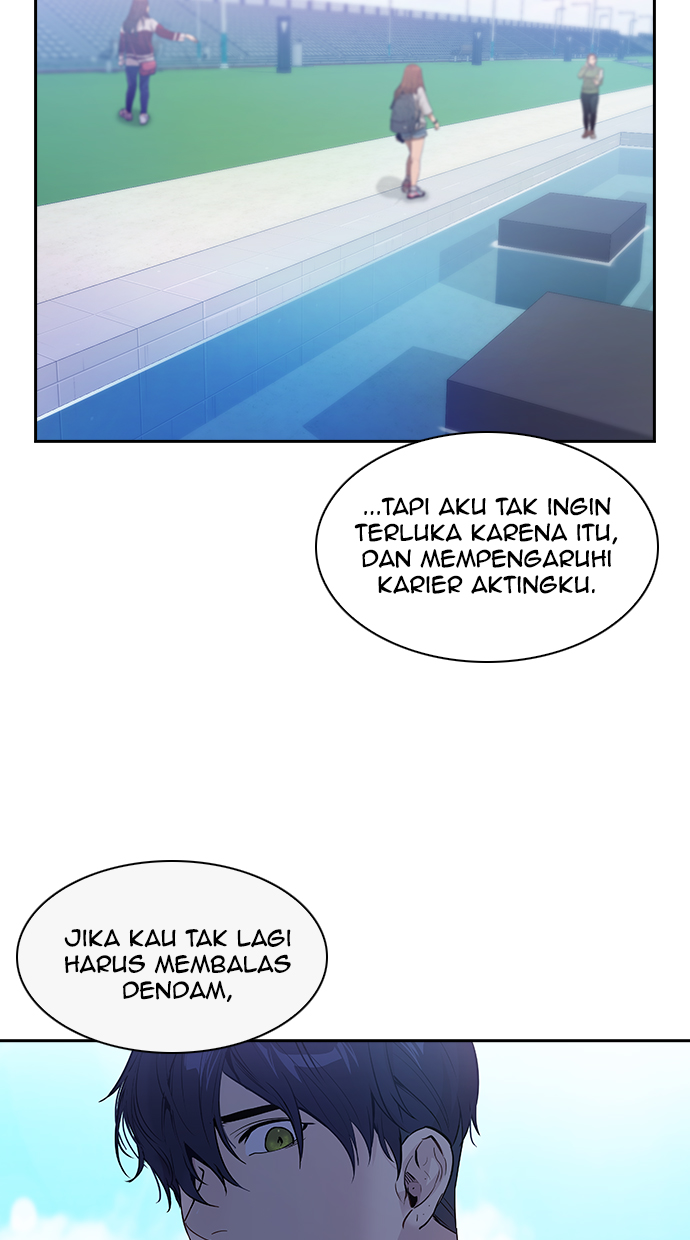 ...TAPI AKU TAK INGIN
TERLUKA KARENA ITU,
DAN MEMPENGARUHI
KARIER AKTINGKU.
JIKA KAU TAK LAGI
HARUS MEMBALAS
DENDAM,